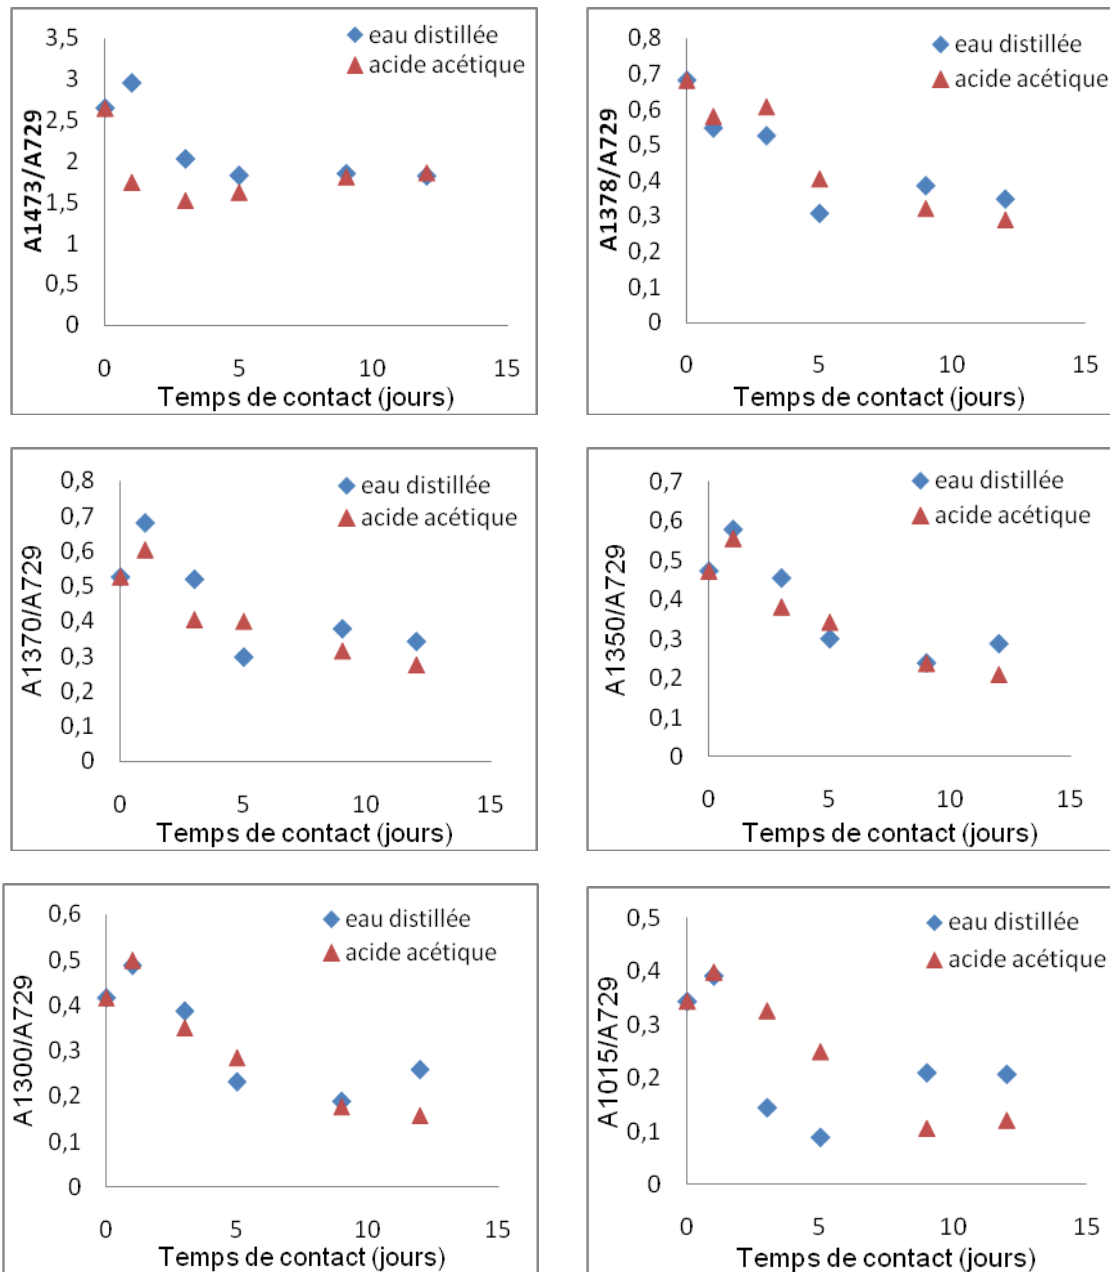 A1473/A729
3,5
3
2,5
2
1,5
1
0,5
0
eau distillée
acide acétique
0 5 10 15
Temps de contact (jours)
A1378/A729
0,8
0,7
0,6
0,5
0,4
0,3
0,2
0,1
0
eau distillée
acide acétique
0 5 10 15
Temps de contact (jours)
A1370/A729
0,8
0,7
0,6
0,5
0,4
0,3
0,2
0,1
0
eau distillée
acide acétique
0 5 10 15
Temps de contact (jours)
A1350/A729
0,7
0,6
0,5
0,4
0,3
0,2
0,1
0
eau distillée
acide acétique
0 5 10 15
Temps de contact (jours)
A1300/A729
0,6
0,5
0,4
0,3
0,2
0,1
0
eau distillée
acide acétique
0 5 10 15
Temps de contact (jours)
A1015/A729
0,5
0,4
0,3
0,2
0,1
0
eau distillée
acide acétique
0 5 10 15
Temps de contact (jours)